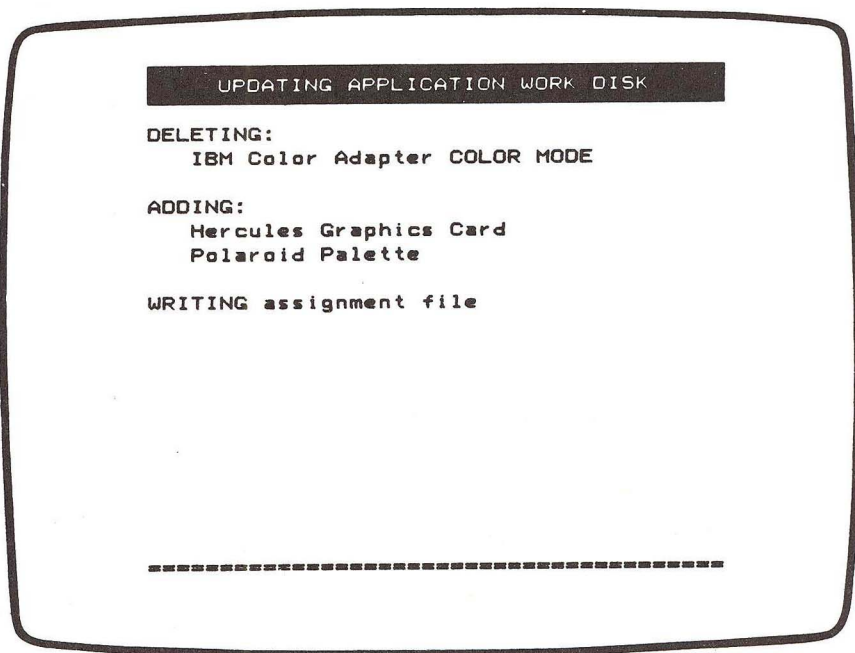 UPDATING APPLICATION WORK DISK
DELETING:
IBM Color Adapter COLOR MODE
ADDING:
Hercules Graphics Card
Polaroid Palette
WRITING assignment file
========================================